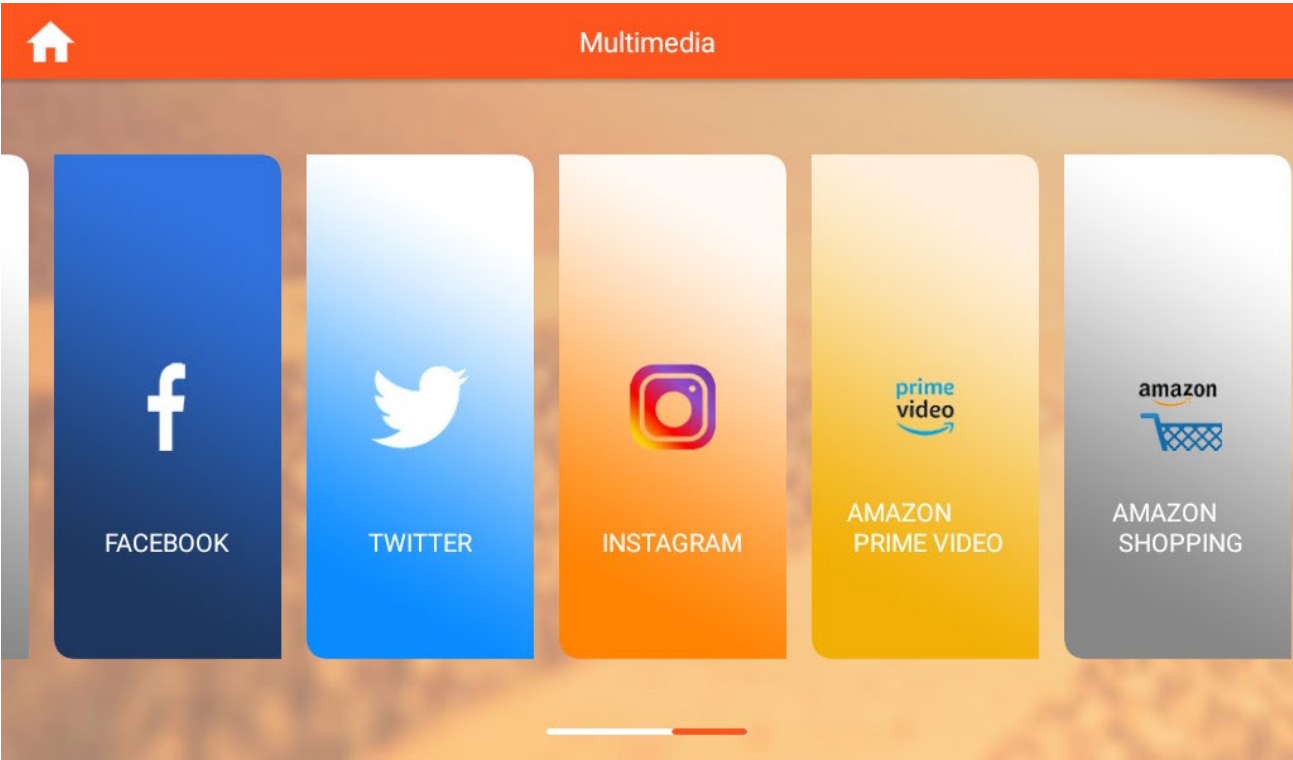 Multimedia
f
FACEBOOK
TWITTER
INSTAGRAM
prime
video
AMAZON
PRIME VIDEO
amazon
AMAZON
SHOPPING